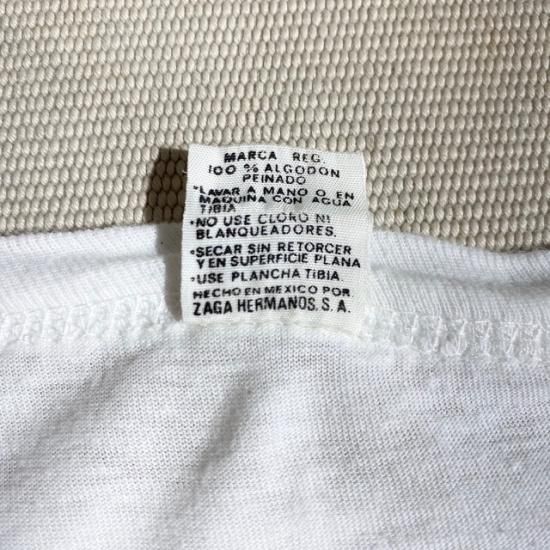 MARCA REG.
100 % ALGODON
PEINADO
•LAVAR A MANO O EN
MAQUINA CON AGUA
TIBIA
•NO USE CLORO NI
BLANQUEADORES.
•SECAR SIN RETORCER
Y EN SUPERFICIE PLANA
•USE PLANCHA TIBIA.
HECHO EN MEXICO POR
ZAGA HERMANOS, S. A.